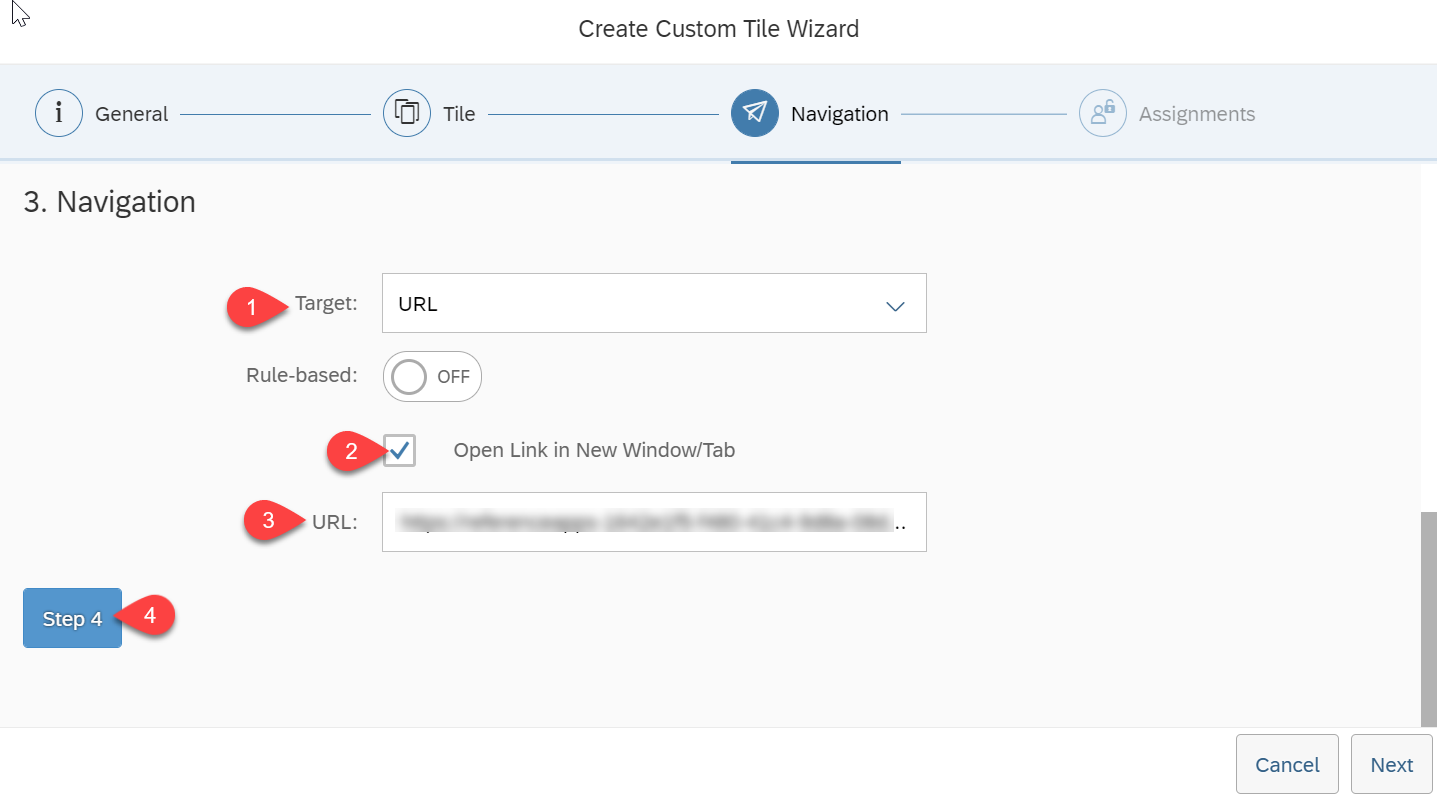 Create Custom Tile Wizard
General Tile Navigation Assignments
3. Navigation
1 Target: URL
Rule-based: OFF
2 Open Link in New Window/Tab
3 URL: ..
Step 4 4
Cancel Next